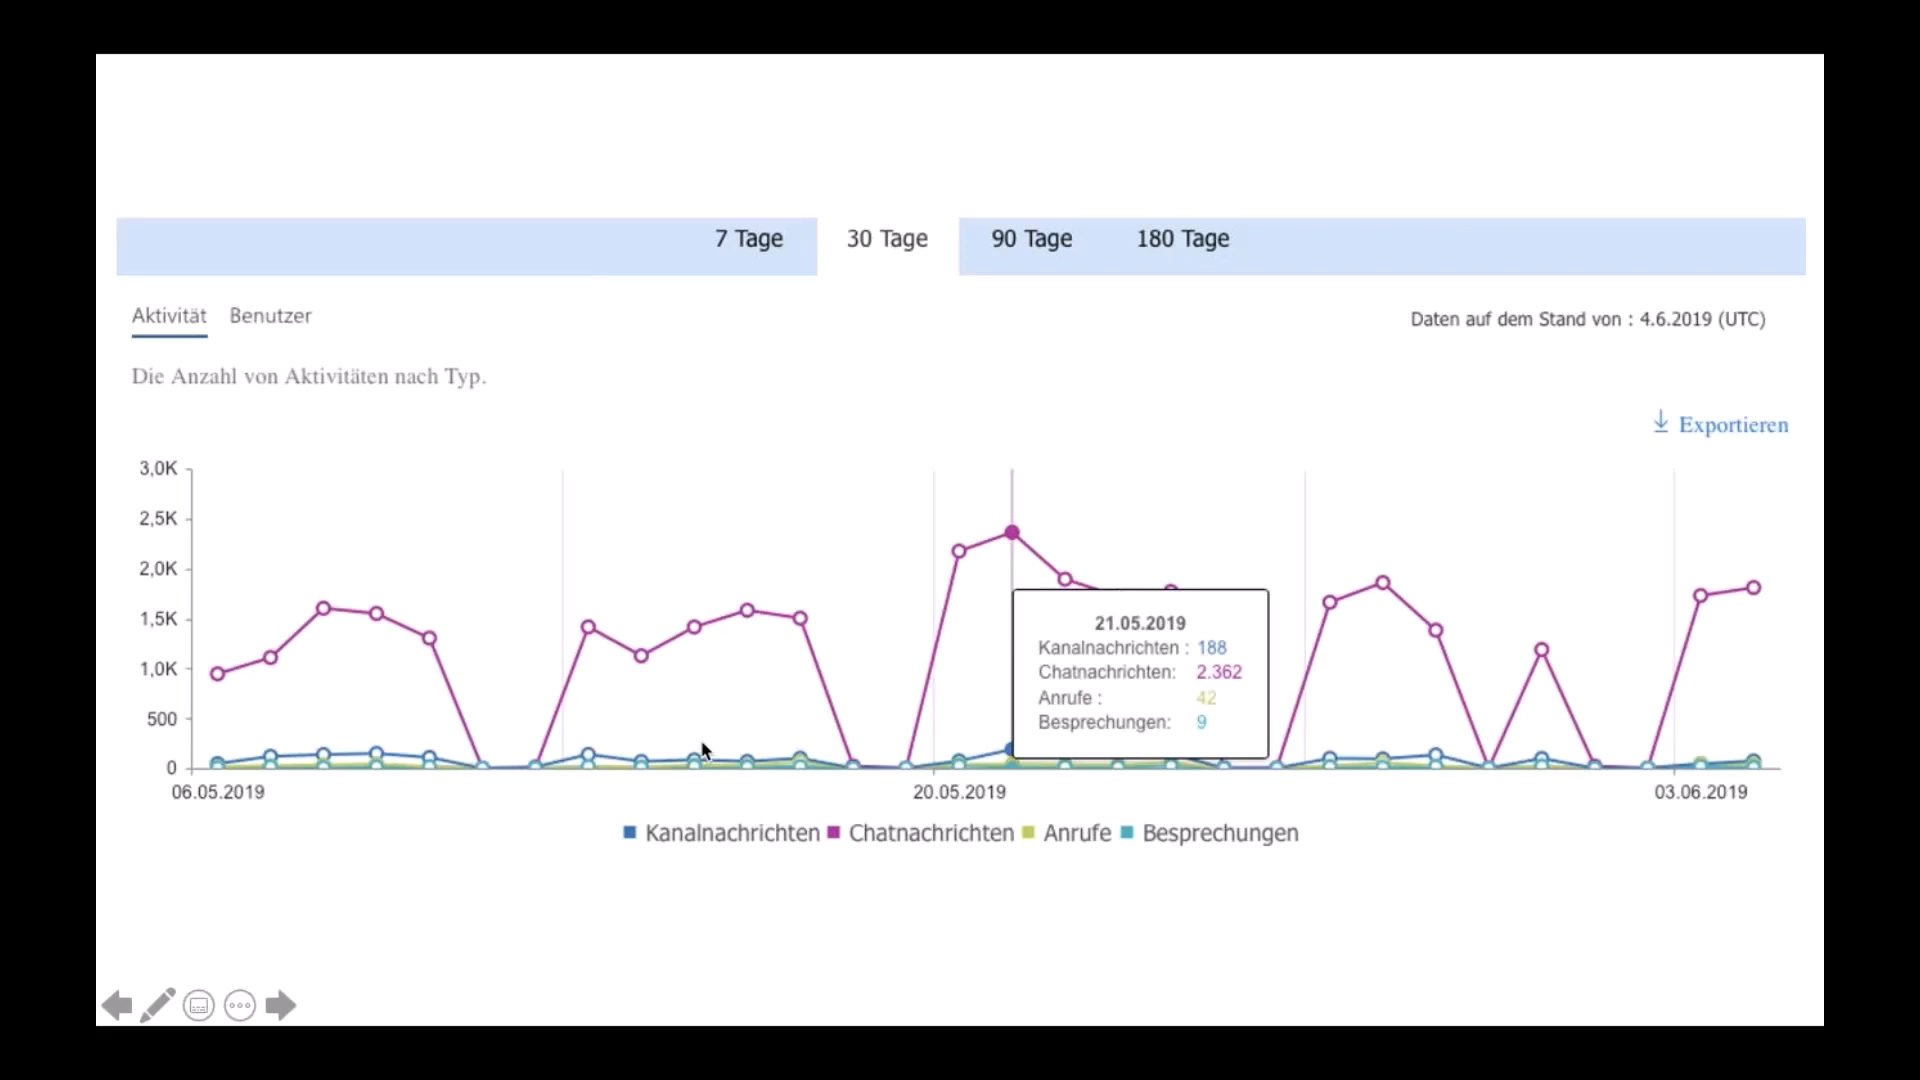 7 Tage 30 Tage 90 Tage 180 Tage
Aktivität Benutzer
Daten auf dem Stand von : 4.6.2019 (UTC)
Die Anzahl von Aktivitäten nach Typ.
Exportieren
3,0K
2,5K
2,0K
1,5K
1,0K
500
0
21.05.2019
Kanalnachrichten : 188
Chatnachrichten: 2.362
Anrufe : 42
Besprechungen: 9
06.05.2019 20.05.2019 03.06.2019
Kanalnachrichten Chatnachrichten Anrufe Besprechungen